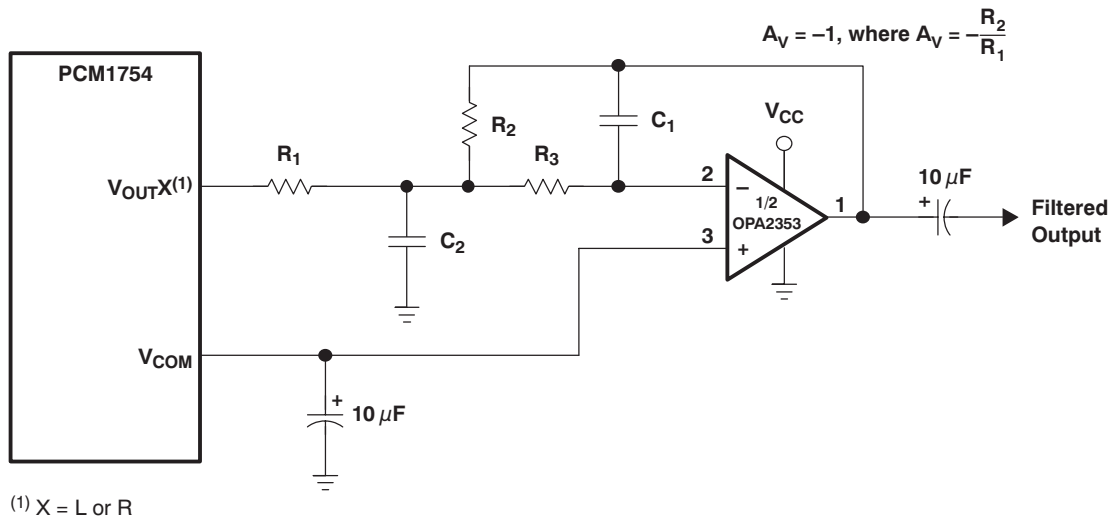 A_V = –1, where A_V = –R_2/R_1
PCM1754
V_CC
R_2
C_1
R_1
R_3
V_OUTX^(1)
2
–
1/2
OPA2353
1
10 µF
+
Filtered
Output
C_2
3
+
V_COM
+
10 µF
(1) X = L or R